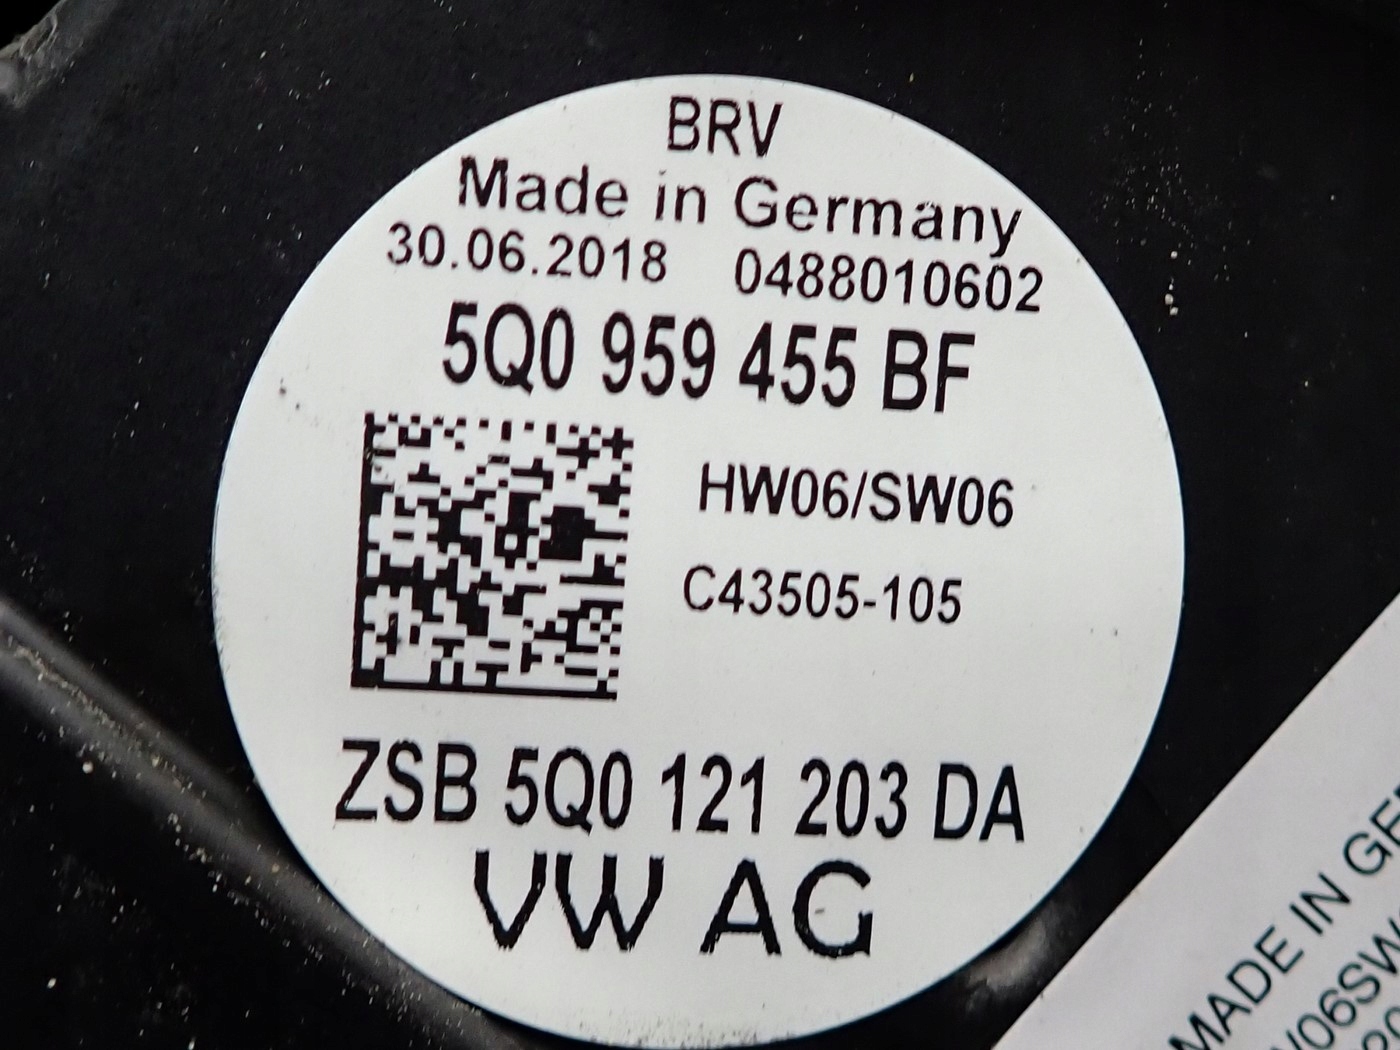 BRV
Made in Germany
30.06.2018 0488010602
5Q0 959 455 BF
HW06/SW06
C43505-105
ZSB 5Q0 121 203 DA
VW AG
MADE IN